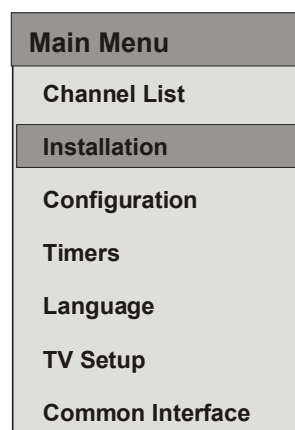 Main Menu
Channel List
Installation
Configuration
Timers
Language
TV Setup
Common Interface